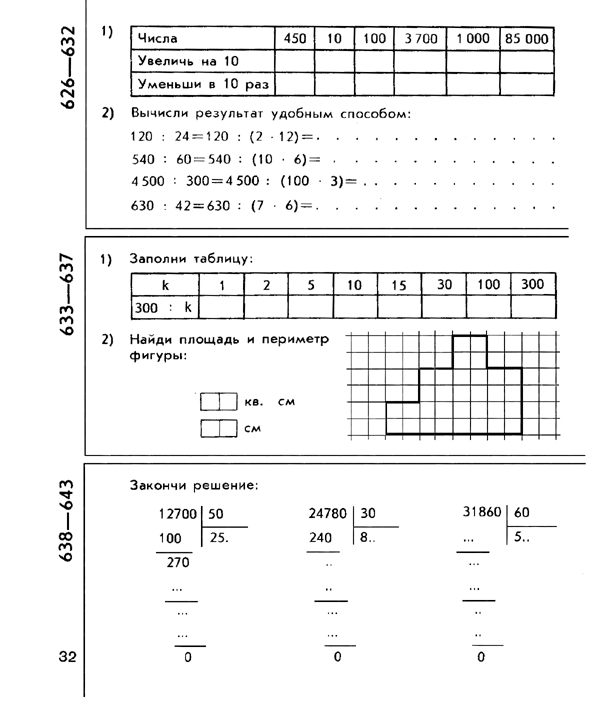 626—632
1) Числа 450 10 100 3 700 1 000 85 000
Увеличь на 10
Уменьши в 10 раз
2) Вычисли результат удобным способом:
120 : 24=120 : (2 · 12)=. . . . . . . . . . . .
540 : 60=540 : (10 · 6)= . . . . . . . . . . .
4 500 : 300=4 500 : (100 · 3)=. . . . . . . . . .
630 : 42=630 : (7 · 6)=. . . . . . . . . . . .
633—637
1) Заполни таблицу:
k 1 2 5 10 15 30 100 300
300 : k
2) Найди площадь и периметр
фигуры:
кв. см
см
638—643
Закончи решение:
12700 50 24780 30 31860 60
100 25. 240 8.. ... 5..
270 .. ...
... .. ...
... ... ..
... ... ..
0 0 0
32